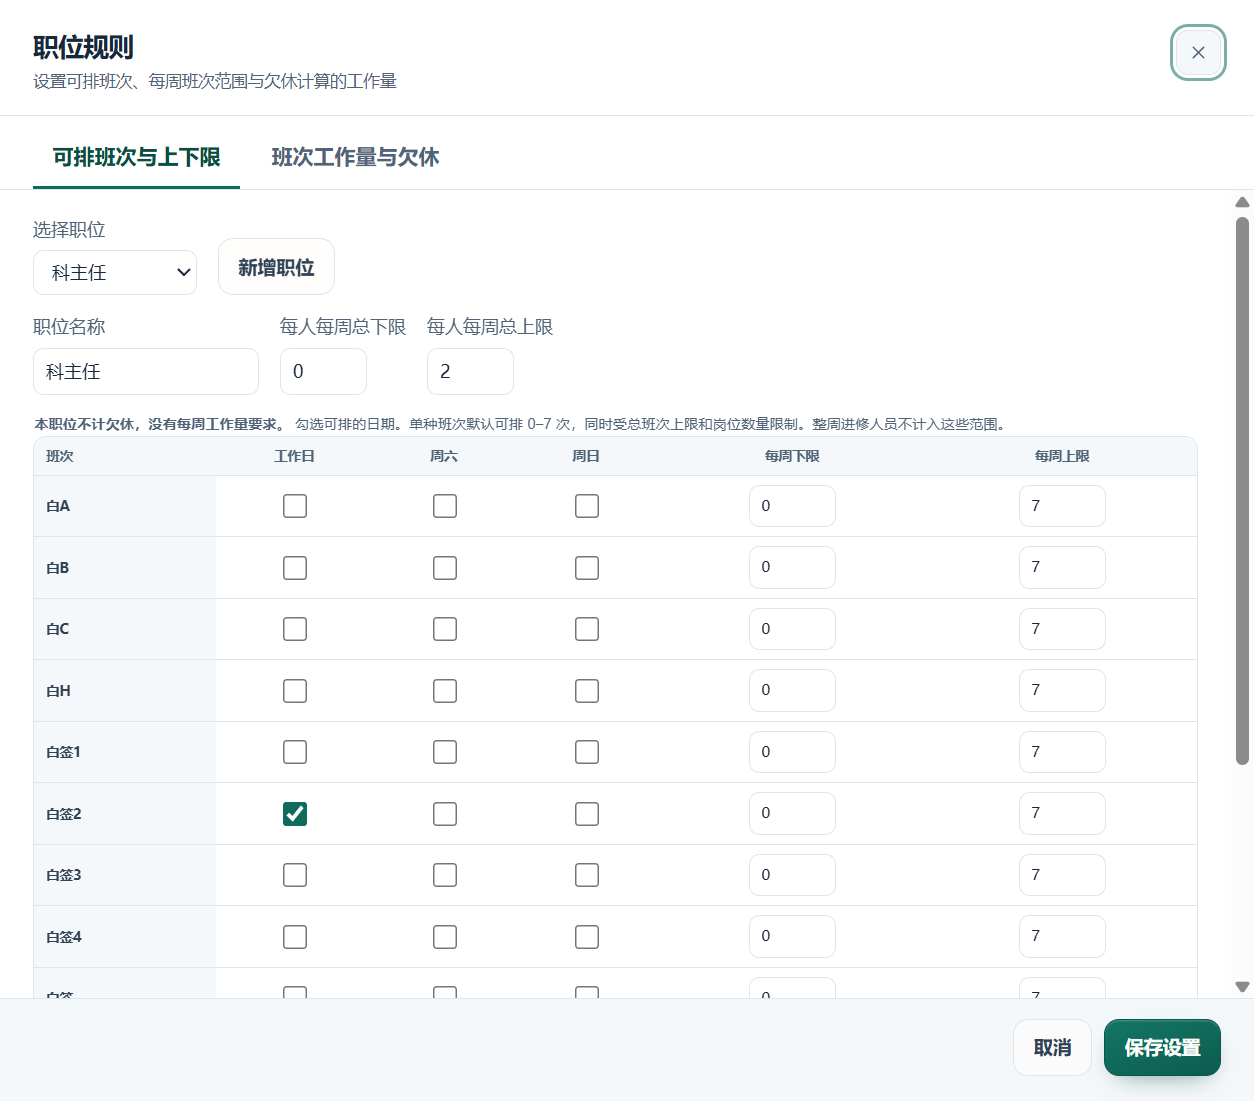 职位规则
设置可排班次、每周班次范围与欠休计算的工作量
可排班次与上下限 班次工作量与欠休
选择职位
科主任 新增职位
职位名称 每人每周总下限 每人每周总上限
科主任 0 2
本职位不计欠休，没有每周工作量要求。 勾选可排的日期。单种班次默认可排 0–7 次，同时受总班次上限和岗位数量限制。整周进修人员不计入这些范围。
班次 工作日 周六 周日 每周下限 每周上限
白A 0 7
白B 0 7
白C 0 7
白H 0 7
白签1 0 7
白签2 0 7
白签3 0 7
白签4 0 7
白签 0 7
取消 保存设置